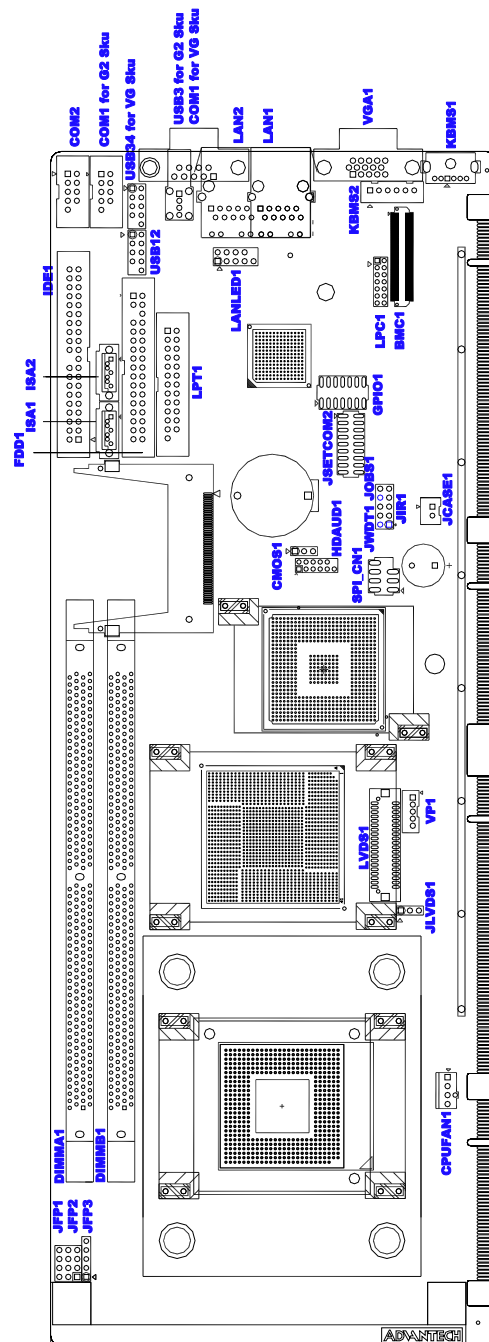 COM2
COM1 for G2 Sku
USB34 for VG Sku
USB3 for G2 Sku
COM1 for VG Sku
LAN2
LAN1
VGA1
KBMS1
KBMS2
USB12
LANLED1
IDE1
ISA2
ISA1
FDD1
LPT1
LPC1
BMC1
GPIO1
JSETCOM2
JOBS1
JWDT1
JIR1
JCASE1
CMOS1
HDAUD1
SPI_CN1
VP1
LVDS1
JLVDS1
CPUFAN1
DIMMA1
DIMMB1
JFP1
JFP2
JFP3
ADVANTECH